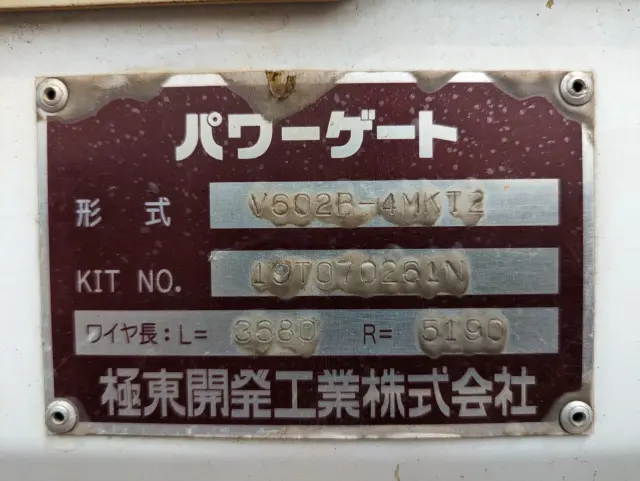 パワーゲート
形式 V602B-4MKT2
KIT NO. 19T070261N
ワイヤ長:L= 3680 R= 5190
極東開発工業株式会社